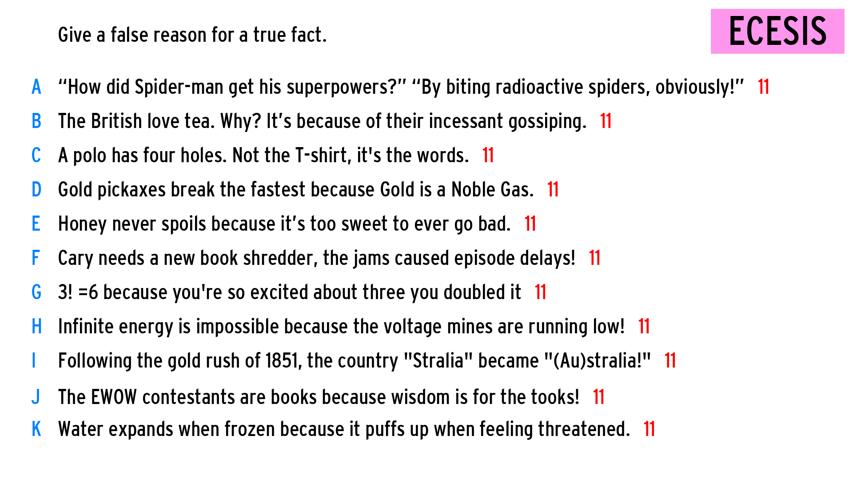 Give a false reason for a true fact.
ECESIS
A “How did Spider-man get his superpowers?” “By biting radioactive spiders, obviously!” 11
B The British love tea. Why? It’s because of their incessant gossiping. 11
C A polo has four holes. Not the T-shirt, it's the words. 11
D Gold pickaxes break the fastest because Gold is a Noble Gas. 11
E Honey never spoils because it’s too sweet to ever go bad. 11
F Cary needs a new book shredder, the jams caused episode delays! 11
G 3! =6 because you're so excited about three you doubled it 11
H Infinite energy is impossible because the voltage mines are running low! 11
I Following the gold rush of 1851, the country "Stralia" became "(Au)stralia!" 11
J The EWOW contestants are books because wisdom is for the tooks! 11
K Water expands when frozen because it puffs up when feeling threatened. 11